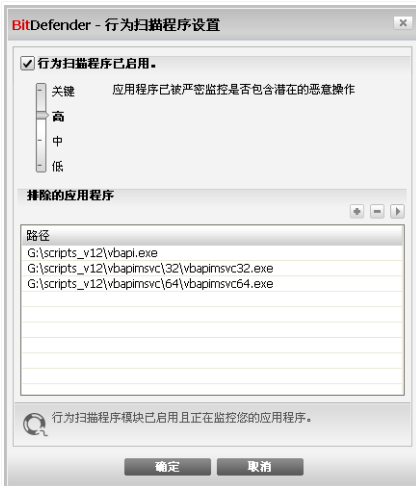 BitDefender - 行为扫描程序设置
行为扫描程序已启用。
关键
应用程序已被严密监控是否包含潜在的恶意操作
高
中
低
排除的应用程序
路径
G:\scripts_v12\vbapi.exe
G:\scripts_v12\vbapimsvc\32\vbapimsvc32.exe
G:\scripts_v12\vbapimsvc\64\vbapimsvc64.exe
行为扫描程序模块已启用且正在监控您的应用程序。
确定 取消